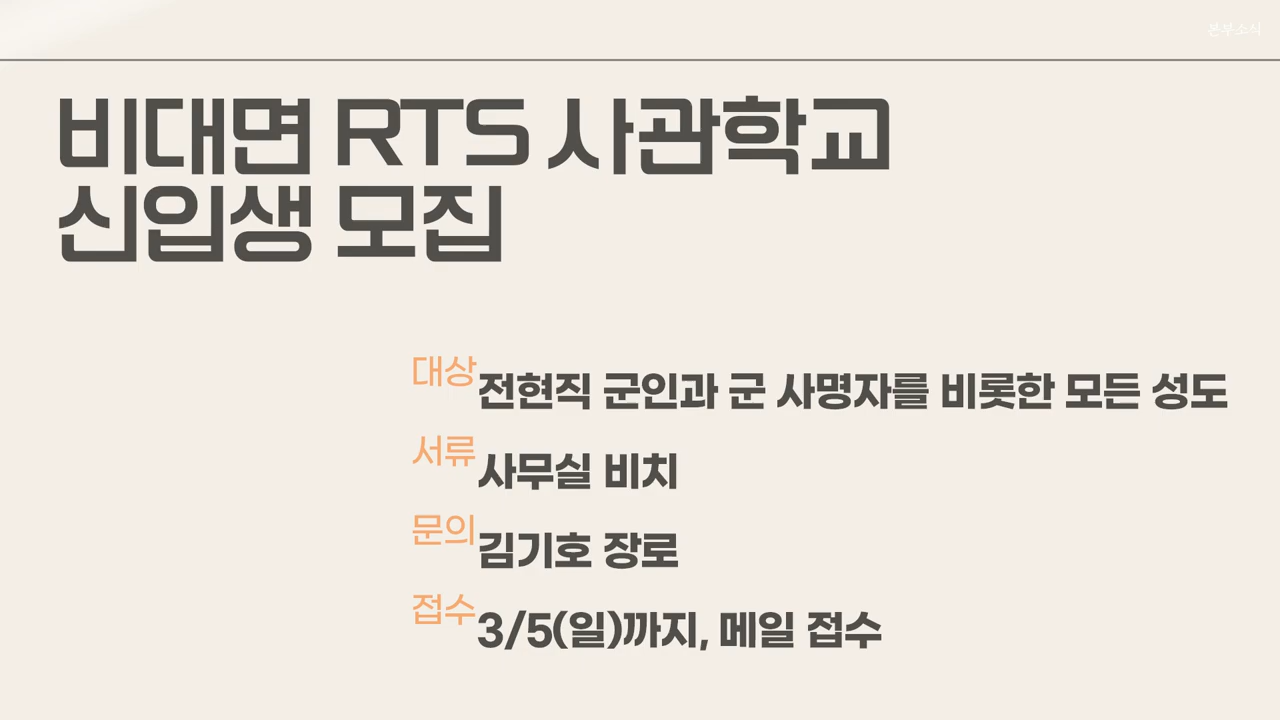 본부소식
비대면 RTS 사관학교
신입생 모집
대상 전현직 군인과 군 사명자를 비롯한 모든 성도
서류 사무실 비치
문의 김기호 장로
접수 3/5(일)까지, 메일 접수